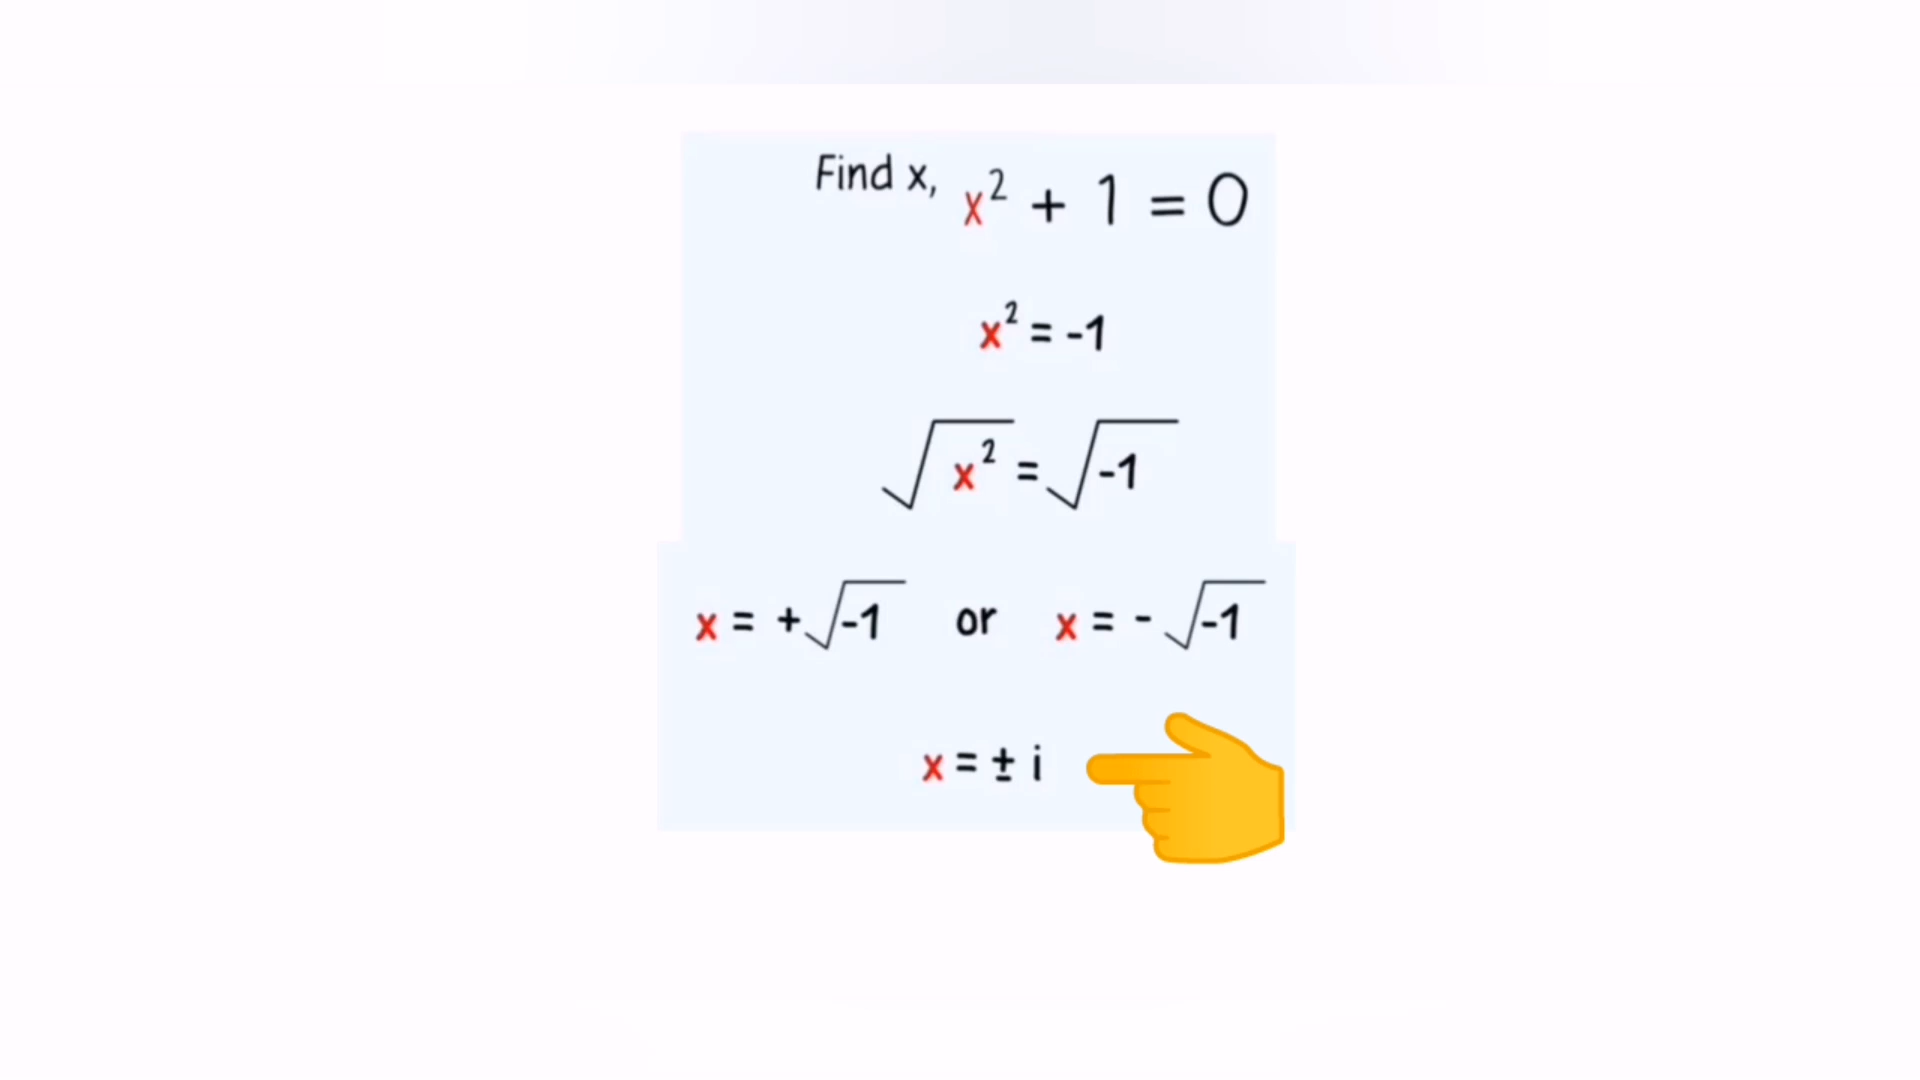 Find x, x² + 1 = 0
x² = -1
√x² = √-1
x = +√-1 or x = -√-1
x = ± i